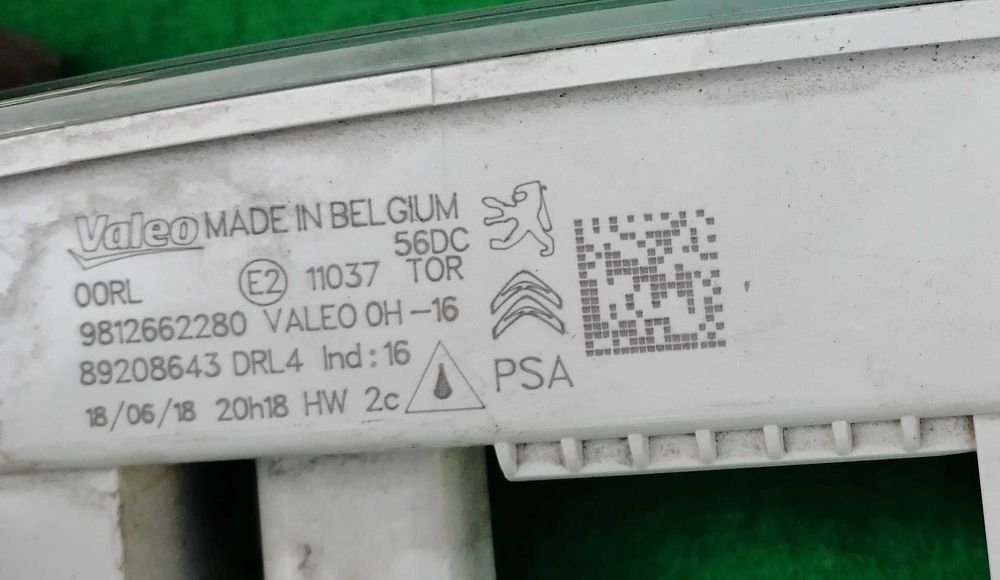 Valeo MADE IN BELGIUM
56DC
00RL E2 11037 TOR
9812662280 VALEO 0H-16
89208643 DRL4 Ind:16
18/06/18 20h18 HW 2c
PSA